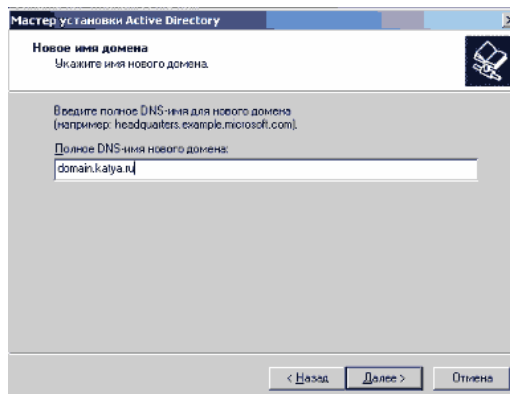 Мастер установки Active Directory
Новое имя домена
Укажите имя нового домена.
Введите полное DNS-имя для нового домена
(например: headquarters.example.microsoft.com).
Полное DNS-имя нового домена:
domain.katya.ru
< Назад
Далее >
Отмена